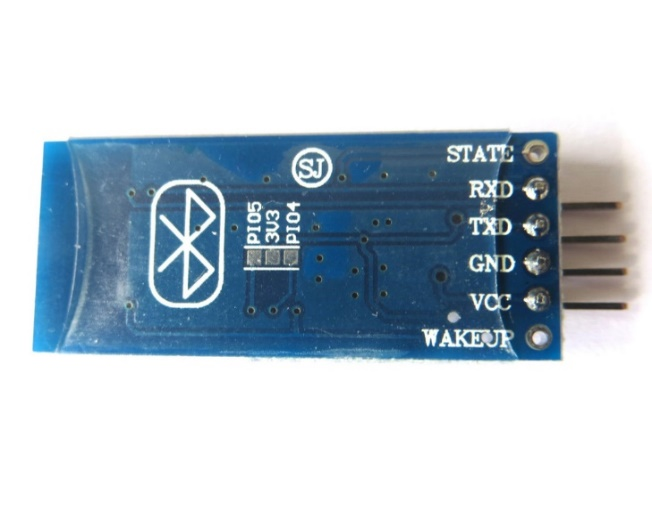 SJ
STATE
RXD
TXD
GND
VCC
WAKEUP
PIO5
3V3
PIO4